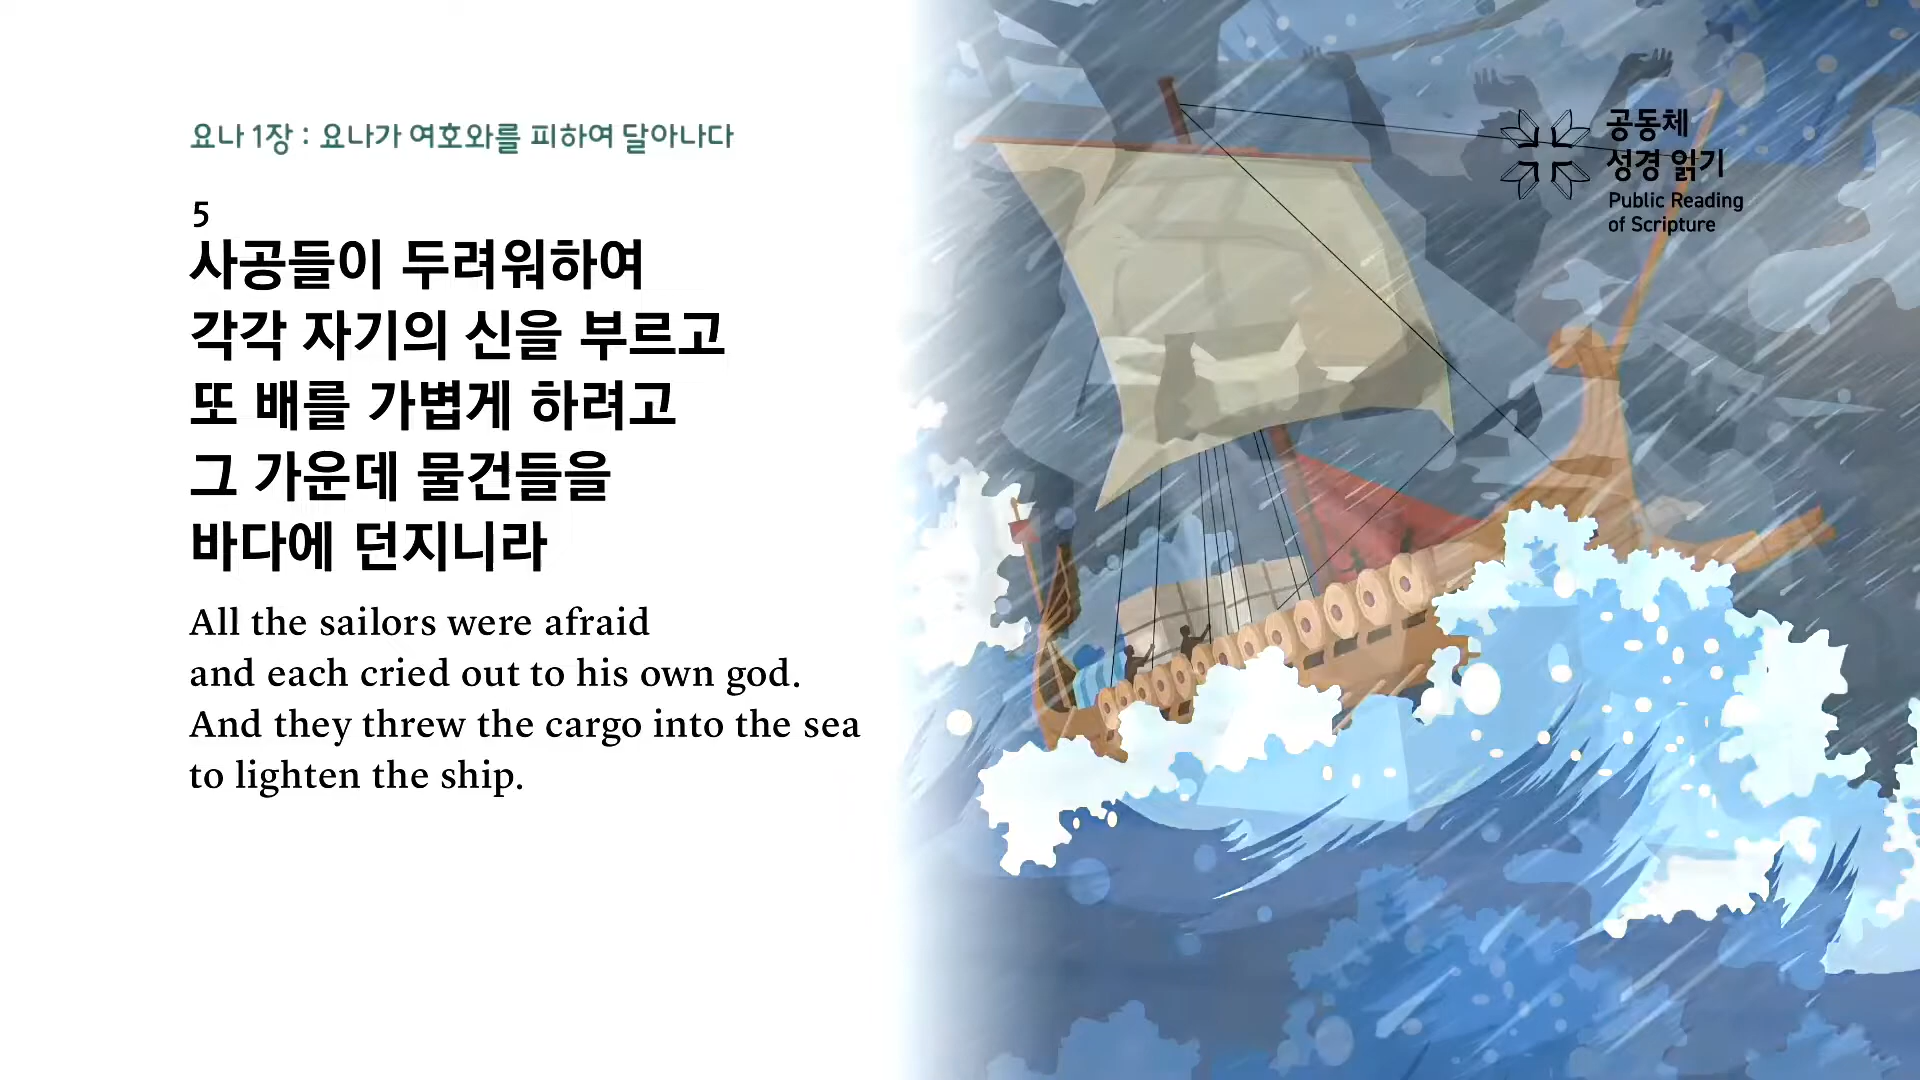 요나 1장 : 요나가 여호와를 피하여 달아나다
5
사공들이 두려워하여
각각 자기의 신을 부르고
또 배를 가볍게 하려고
그 가운데 물건들을
바다에 던지니라
All the sailors were afraid
and each cried out to his own god.
And they threw the cargo into the sea
to lighten the ship.
공동체
성경 읽기
Public Reading
of Scripture